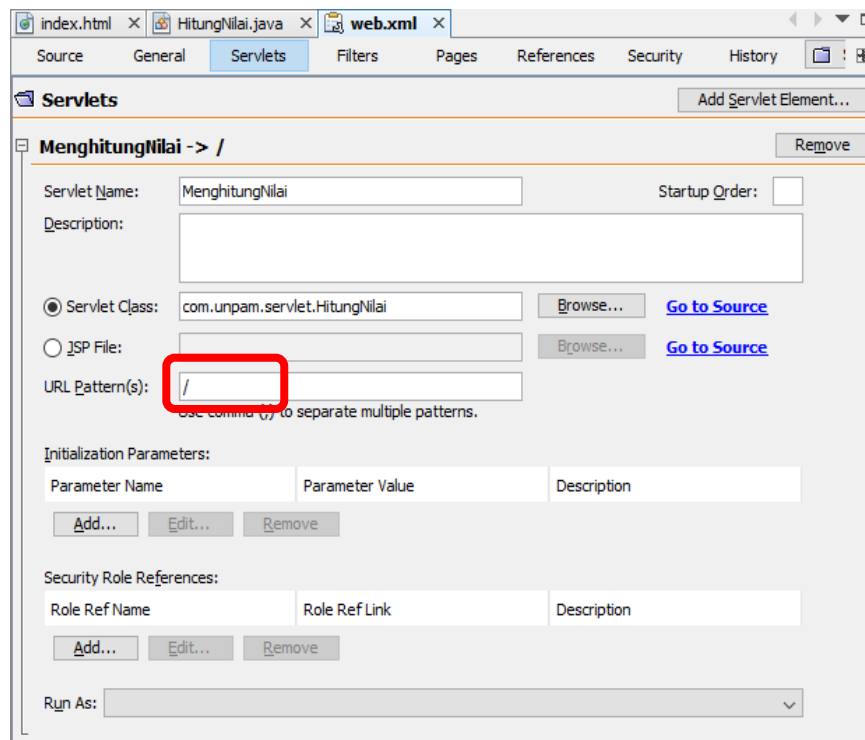 index.html HitungNilai.java web.xml
Source General Servlets Filters Pages References Security History
Servlets Add Servlet Element...
MenghitungNilai -> / Remove
Servlet Name: MenghitungNilai Startup Order:
Description:
Servlet Class: com.unpam.servlet.HitungNilai Browse... Go to Source
JSP File: Browse... Go to Source
URL Pattern(s): /
Use comma (,) to separate multiple patterns.
Initialization Parameters:
Parameter Name Parameter Value Description
Add... Edit... Remove
Security Role References:
Role Ref Name Role Ref Link Description
Add... Edit... Remove
Run As: